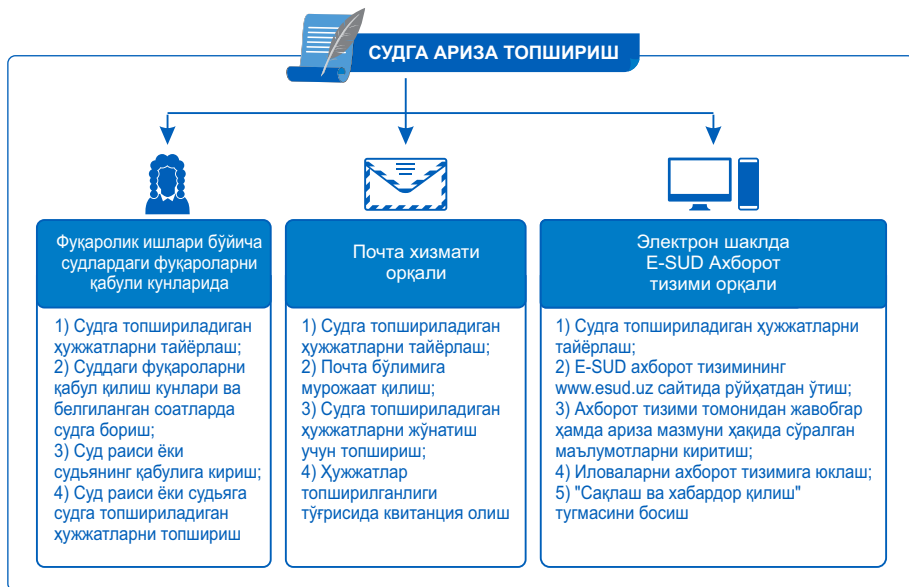 СУДГА АРИЗА ТОПШИРИШ
Фуқаролик ишлари бўйича
судлардаги фуқароларни
қабули кунларида
1) Судга топшириладиган
ҳужжатларни тайёрлаш;
2) Суддаги фуқароларни
қабул қилиш кунлари ва
белгиланган соатларда
судга бориш;
3) Суд раиси ёки
судьянинг қабулига кириш;
4) Суд раиси ёки судьяга
судга топшириладиган
ҳужжатларни топшириш
Почта хизмати
орқали
1) Судга топшириладиган
ҳужжатларни тайёрлаш;
2) Почта бўлимига
мурожаат қилиш;
3) Судга топшириладиган
ҳужжатларни жўнатиш
учун топшириш;
4) Ҳужжатлар
топширилганлиги
тўғрисида квитанция олиш
Электрон шаклда
E-SUD Ахборот
тизими орқали
1) Судга топшириладиган ҳужжатларни
тайёрлаш;
2) E-SUD ахборот тизимининг
www.esud.uz сайтида рўйҳатдан ўтиш;
3) Ахборот тизими томонидан жавобгар
ҳамда ариза мазмуни ҳақида сўралган
маълумотларни киритиш;
4) Иловаларни ахборот тизимига юклаш;
5) "Сақлаш ва хабардор қилиш"
тугмасини босиш